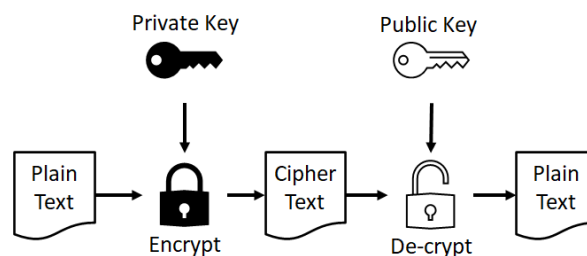 Private Key
Public Key
Plain
Text
Cipher
Text
Plain
Text
Encrypt
De-crypt